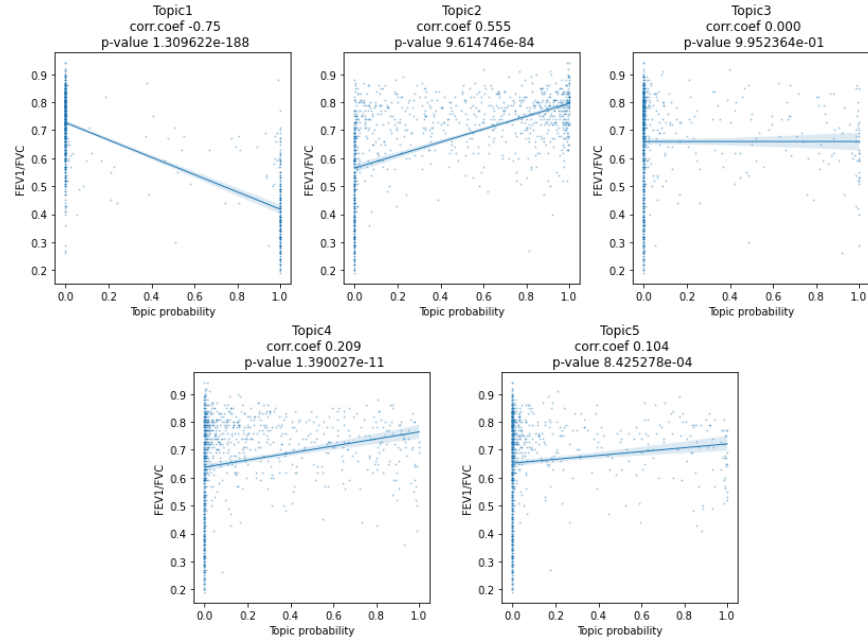 Topic1
corr.coef -0.75
p-value 1.309622e-188
Topic2
corr.coef 0.555
p-value 9.614746e-84
Topic3
corr.coef 0.000
p-value 9.952364e-01
0.9
0.8
0.7
0.6
0.5
0.4
0.3
0.2
FEV1/FVC
0.0 0.2 0.4 0.6 0.8 1.0
Topic probability
0.9
0.8
0.7
0.6
0.5
0.4
0.3
0.2
FEV1/FVC
0.0 0.2 0.4 0.6 0.8 1.0
Topic probability
0.9
0.8
0.7
0.6
0.5
0.4
0.3
0.2
FEV1/FVC
0.0 0.2 0.4 0.6 0.8 1.0
Topic probability
Topic4
corr.coef 0.209
p-value 1.390027e-11
Topic5
corr.coef 0.104
p-value 8.425278e-04
0.9
0.8
0.7
0.6
0.5
0.4
0.3
0.2
FEV1/FVC
0.0 0.2 0.4 0.6 0.8 1.0
Topic probability
0.9
0.8
0.7
0.6
0.5
0.4
0.3
0.2
FEV1/FVC
0.0 0.2 0.4 0.6 0.8 1.0
Topic probability